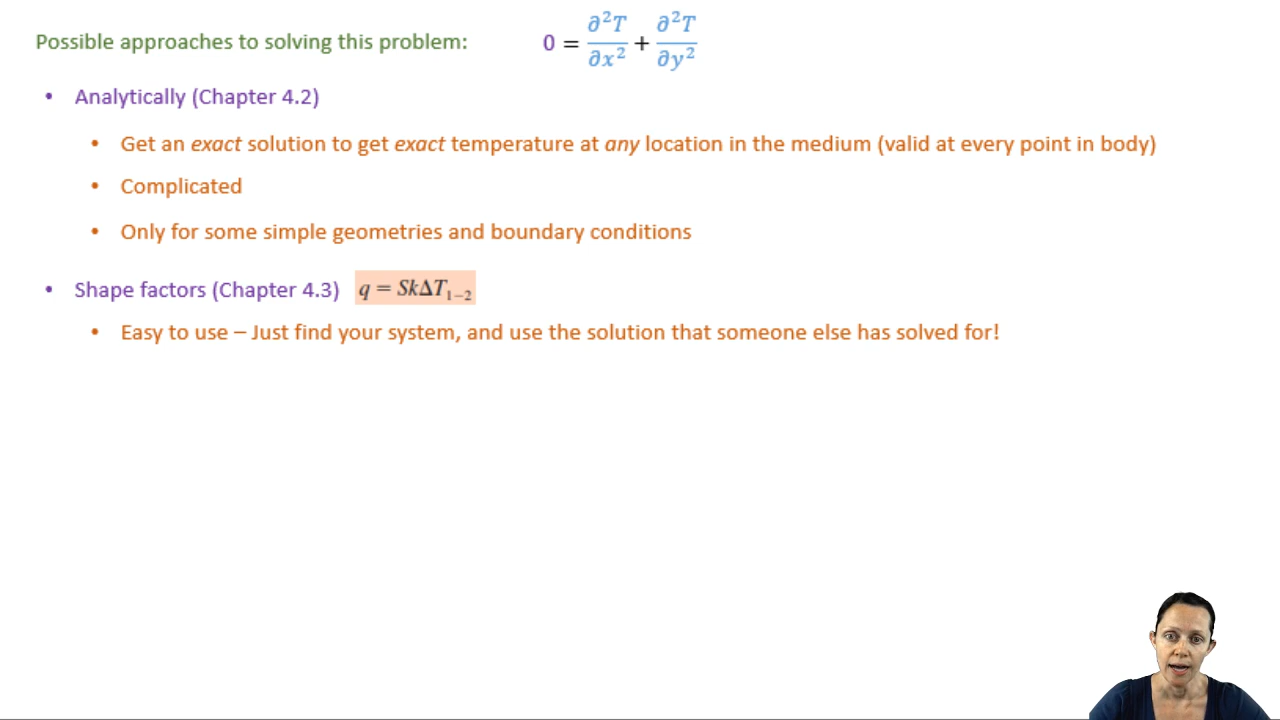 Possible approaches to solving this problem: 0 = ∂²T/∂x² + ∂²T/∂y²
• Analytically (Chapter 4.2)
• Get an exact solution to get exact temperature at any location in the medium (valid at every point in body)
• Complicated
• Only for some simple geometries and boundary conditions
• Shape factors (Chapter 4.3) q = SkΔT₁₋₂
• Easy to use – Just find your system, and use the solution that someone else has solved for!